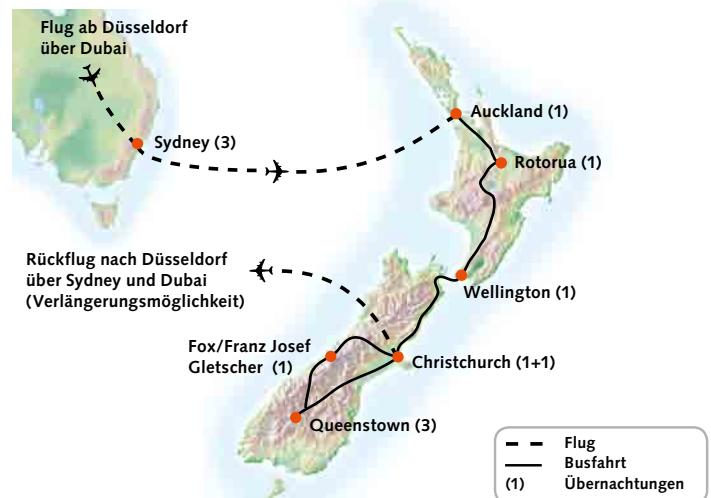 Flug ab Düsseldorf
über Dubai
Sydney (3)
Auckland (1)
Rotorua (1)
Wellington (1)
Rückflug nach Düsseldorf
über Sydney und Dubai
(Verlängerungsmöglichkeit)
Fox/Franz Josef
Gletscher (1)
Christchurch (1+1)
Queenstown (3)
Flug
Busfahrt
(1) Übernachtungen